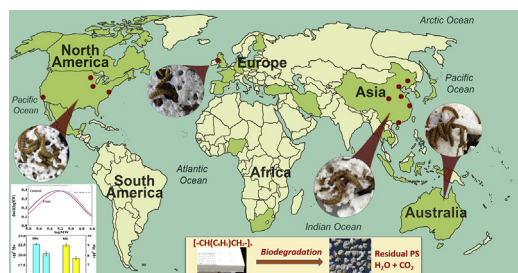 Arctic Ocean
North
America
Europe
Asia
Pacific
Ocean
Pacific
Ocean
Atlantic
Ocean
Africa
South
America
Australia
Indian Ocean
[-CH(C₆H₅)CH₂-]ₙ
Biodegradation
Residual PS
H₂O + CO₂
Control